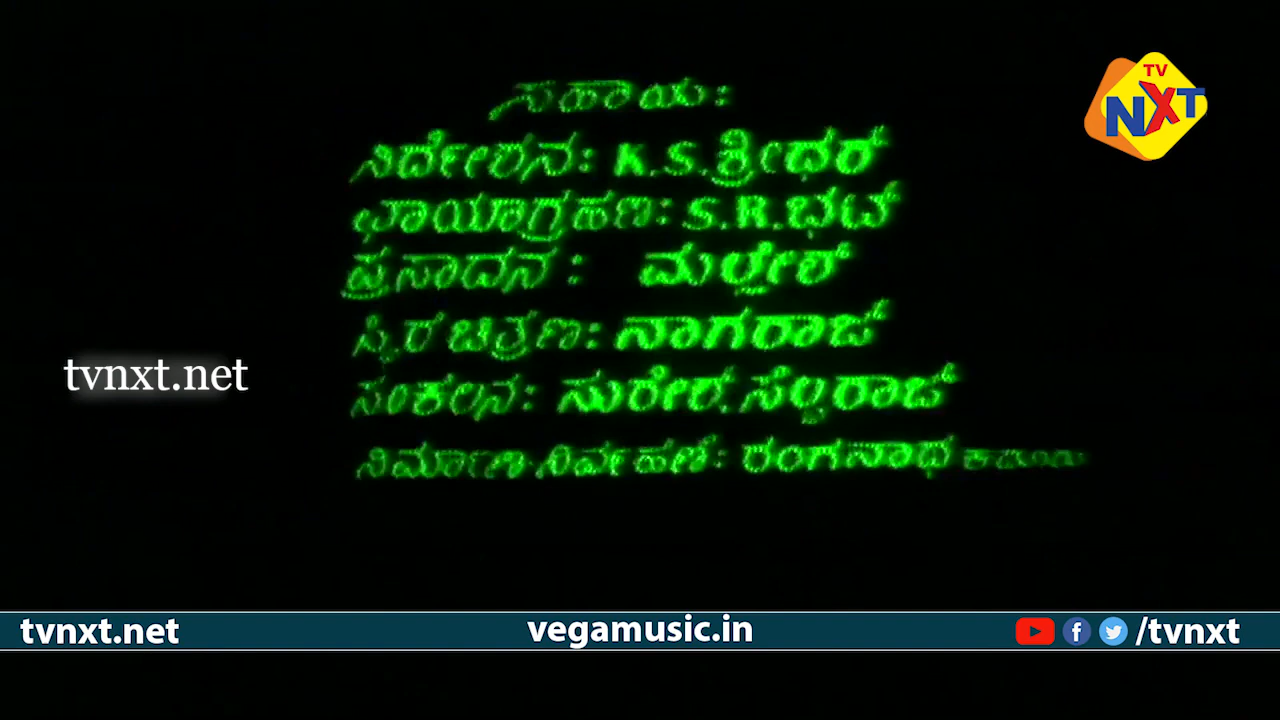 TV
NXT
ಸಹಾಯ:
ನಿರ್ದೇಶನ: K.S.ಶ್ರೀಧರ್
ಛಾಯಾಗ್ರಹಣ: S.R.ಭಟ್
ಪ್ರಸಾದನ : ಮಲ್ಲೇಶ್
ಸ್ಥಿರ ಚಿತ್ರಣ: ನಾಗರಾಜ್
ಸಂಕಲನ: ಸುರೇಶ್, ಸೆಲ್ವರಾಜ್
ನಿರ್ಮಾಣ ನಿರ್ವಹಣೆ: ರಂಗನಾಥ
tvnxt.net
tvnxt.net vegamusic.in /tvnxt